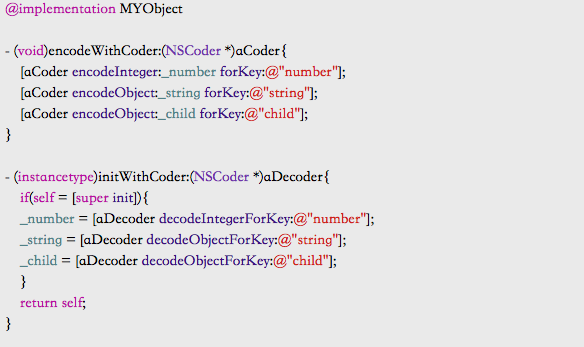 @implementation MYObject
- (void)encodeWithCoder:(NSCoder *)aCoder{
[aCoder encodeInteger:_number forKey:@"number"];
[aCoder encodeObject:_string forKey:@"string"];
[aCoder encodeObject:_child forKey:@"child"];
}
- (instancetype)initWithCoder:(NSCoder *)aDecoder{
if(self = [super init]){
_number = [aDecoder decodeIntegerForKey:@"number"];
_string = [aDecoder decodeObjectForKey:@"string"];
_child = [aDecoder decodeObjectForKey:@"child"];
}
return self;
}